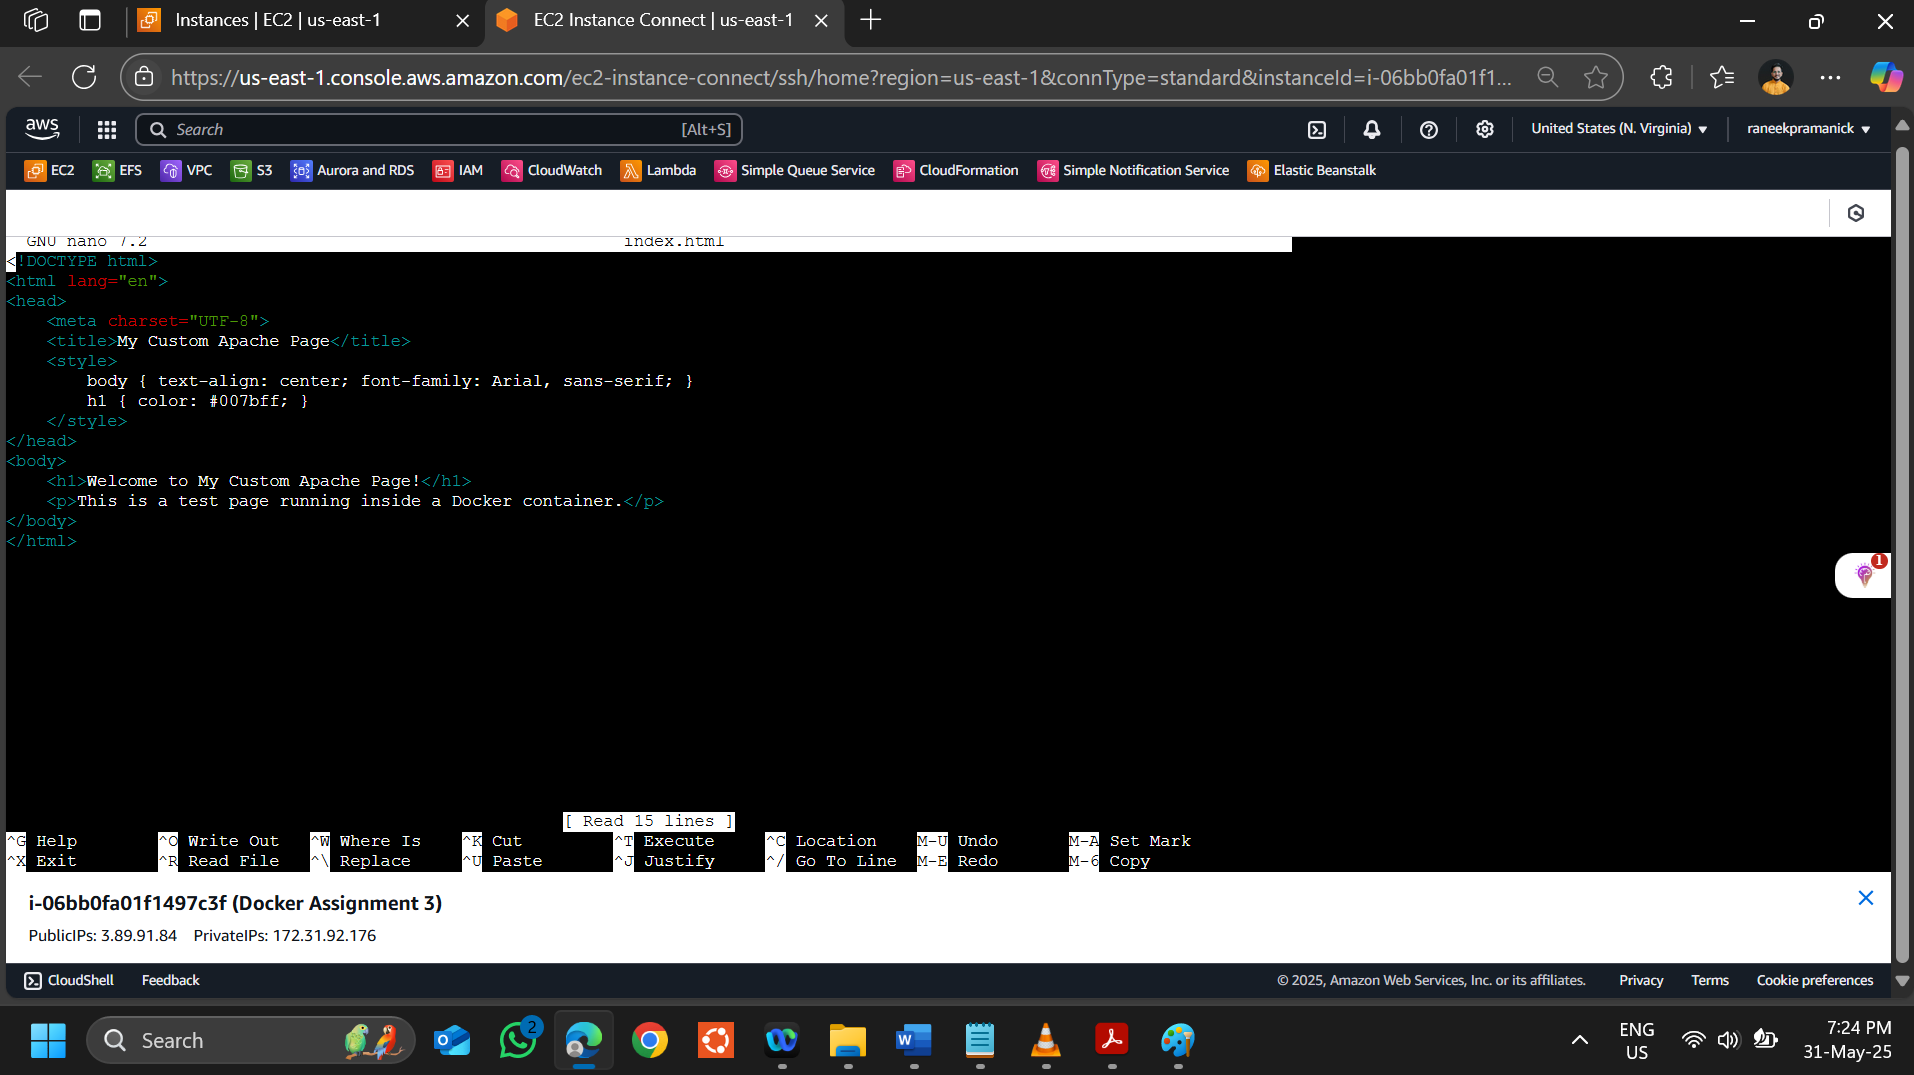 Instances | EC2 | us-east-1
EC2 Instance Connect | us-east-1
https://us-east-1.console.aws.amazon.com/ec2-instance-connect/ssh/home?region=us-east-1&connType=standard&instanceId=i-06bb0fa01f1...
aws
Search [Alt+S]
United States (N. Virginia)
raneekpramanick
EC2 EFS VPC S3 Aurora and RDS IAM CloudWatch Lambda Simple Queue Service CloudFormation Simple Notification Service Elastic Beanstalk
GNU nano 7.2 index.html
<!DOCTYPE html>
<html lang="en">
<head>
    <meta charset="UTF-8">
    <title>My Custom Apache Page</title>
    <style>
        body { text-align: center; font-family: Arial, sans-serif; }
        h1 { color: #007bff; }
    </style>
</head>
<body>
    <h1>Welcome to My Custom Apache Page!</h1>
    <p>This is a test page running inside a Docker container.</p>
</body>
</html>
1
[ Read 15 lines ]
^G Help ^O Write Out ^W Where Is ^K Cut ^T Execute ^C Location M-U Undo M-A Set Mark
^X Exit ^R Read File ^\ Replace ^U Paste ^J Justify ^/ Go To Line M-E Redo M-6 Copy
i-06bb0fa01f1497c3f (Docker Assignment 3)
PublicIPs: 3.89.91.84 PrivateIPs: 172.31.92.176
CloudShell Feedback © 2025, Amazon Web Services, Inc. or its affiliates. Privacy Terms Cookie preferences
Search
2
ENG
US
7:24 PM
31-May-25